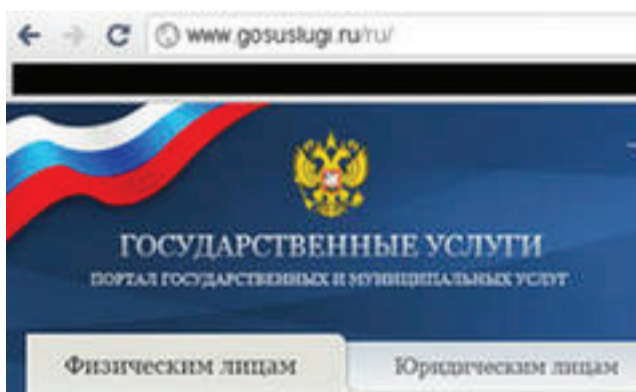 www.gosuslugi.ru/ru/
ГОСУДАРСТВЕННЫЕ УСЛУГИ
ПОРТАЛ ГОСУДАРСТВЕННЫХ И МУНИЦИПАЛЬНЫХ УСЛУГ
Физическим лицам Юридическим лицам